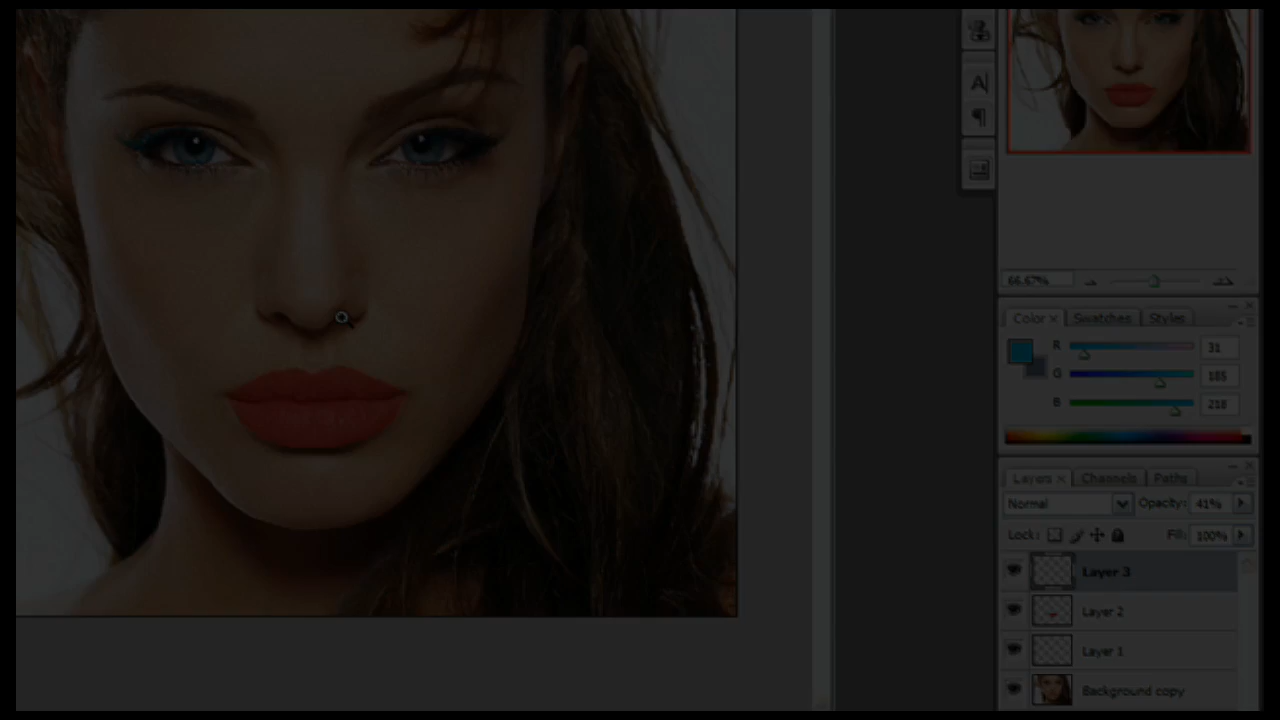 A
¶
66.67%
Color × Swatches Styles
R 31
G 185
B 218
Layers × Channels Paths
Normal Opacity: 41%
Lock: Fill: 100%
Layer 3
Layer 2
Layer 1
Background copy